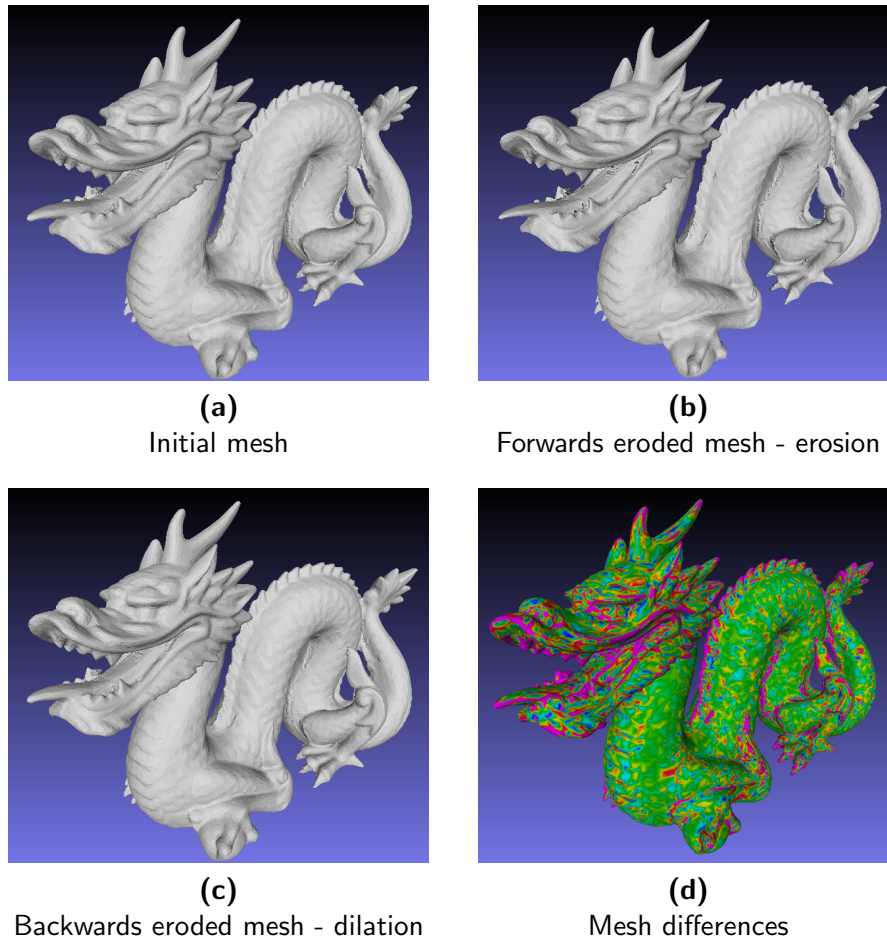 (a)
Initial mesh
(b)
Forwards eroded mesh - erosion
(c)
Backwards eroded mesh - dilation
(d)
Mesh differences